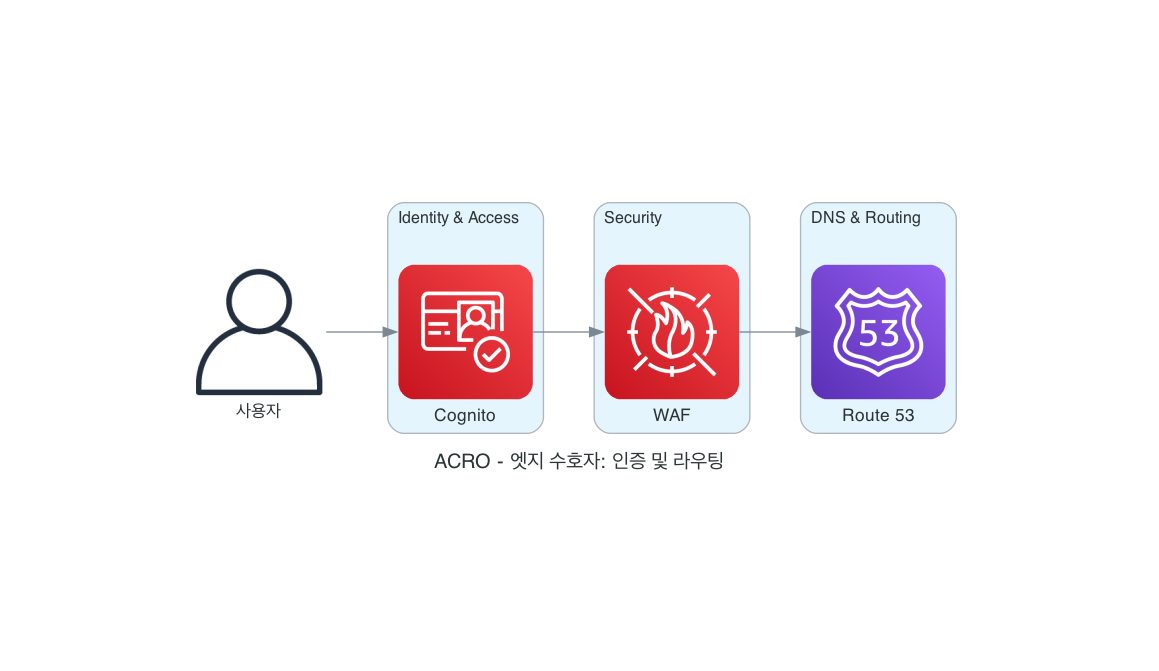 Identity & Access
Security
DNS & Routing
53
사용자
Cognito
WAF
Route 53
ACRO - 엣지 수호자: 인증 및 라우팅